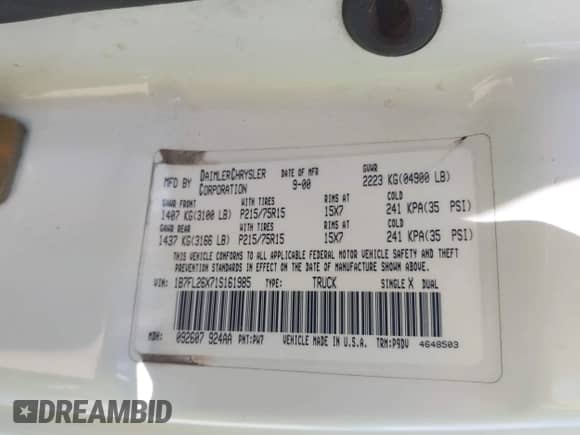 MFD BY DAIMLERCHRYSLER CORPORATION DATE OF MFR 9-00 GVWR 2223 KG(04900 LB)
GAWR FRONT WITH TIRES RIMS AT COLD
1407 KG(3100 LB) P215/75R15 15X7 241 KPA(35 PSI)
GAWR REAR WITH TIRES RIMS AT COLD
1437 KG(3166 LB) P215/75R15 15X7 241 KPA(35 PSI)
THIS VEHICLE CONFORMS TO ALL APPLICABLE FEDERAL MOTOR VEHICLE SAFETY AND THEFT
PREVENTION STANDARDS IN EFFECT ON THE DATE OF MANUFACTURE SHOWN ABOVE.
VIN: 1B7FL26X71S161985 TYPE: TRUCK SINGLE X DUAL
MDH: 092607 924AA PNT:PW7 VEHICLE MADE IN U.S.A. TRM:P9DV 4648503
#DREAMBID